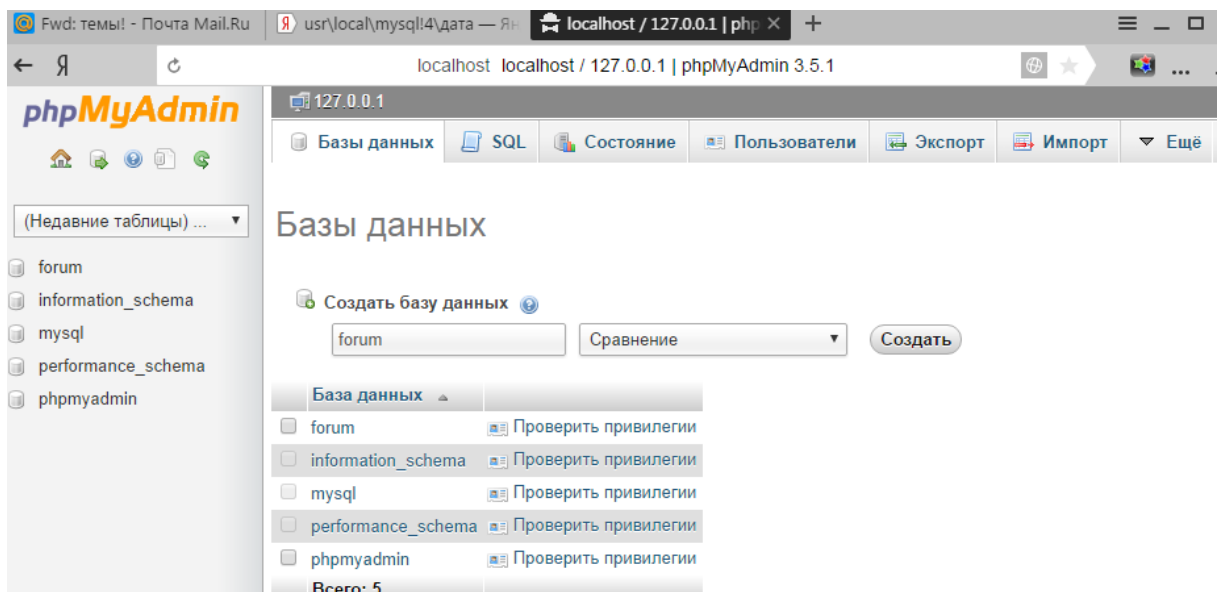 Fwd: темы! - Почта Mail.Ru
Я usr\local\mysql!4\дата — Ян
localhost / 127.0.0.1 | php
Я localhost localhost / 127.0.0.1 | phpMyAdmin 3.5.1
phpMyAdmin
127.0.0.1
Базы данных SQL Состояние Пользователи Экспорт Импорт Ещё
(Недавние таблицы) ...
forum
information_schema
mysql
performance_schema
phpmyadmin
Базы данных
Создать базу данных
forum Сравнение Создать
База данных
forum Проверить привилегии
information_schema Проверить привилегии
mysql Проверить привилегии
performance_schema Проверить привилегии
phpmyadmin Проверить привилегии
Всего: 5